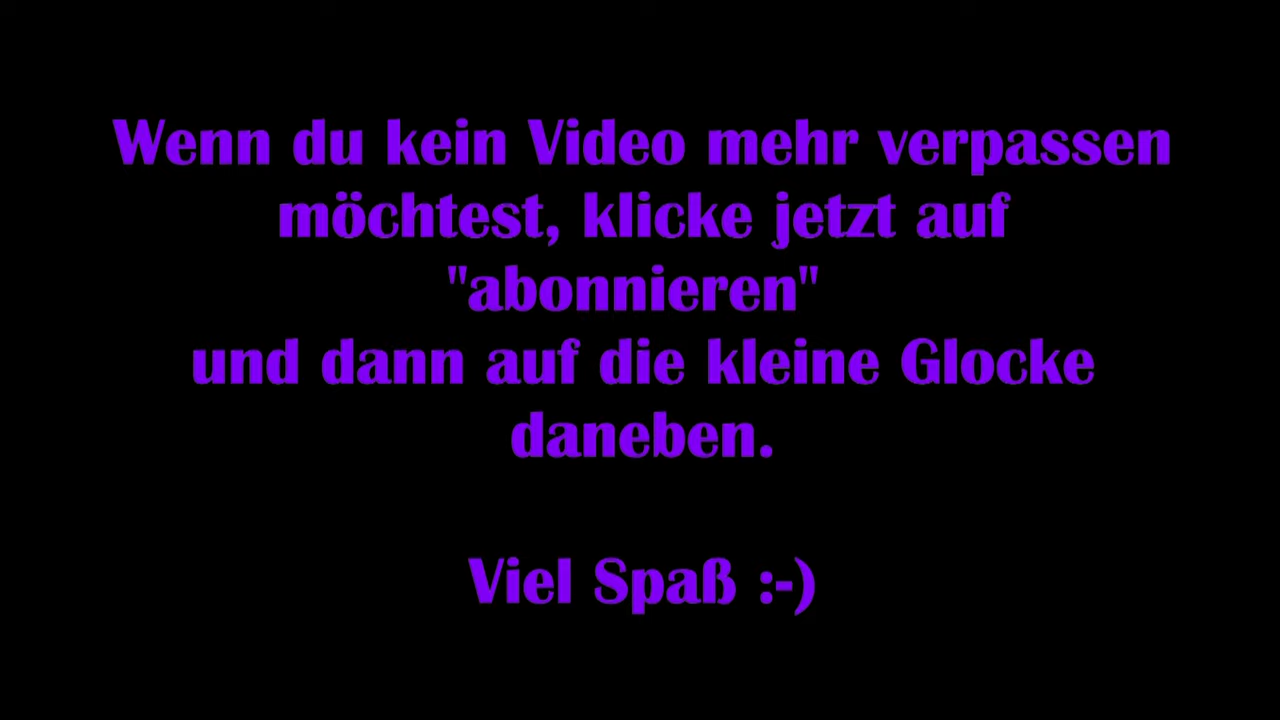 Wenn du kein Video mehr verpassen
möchtest, klicke jetzt auf
"abonnieren"
und dann auf die kleine Glocke
daneben.
Viel Spaß :-)